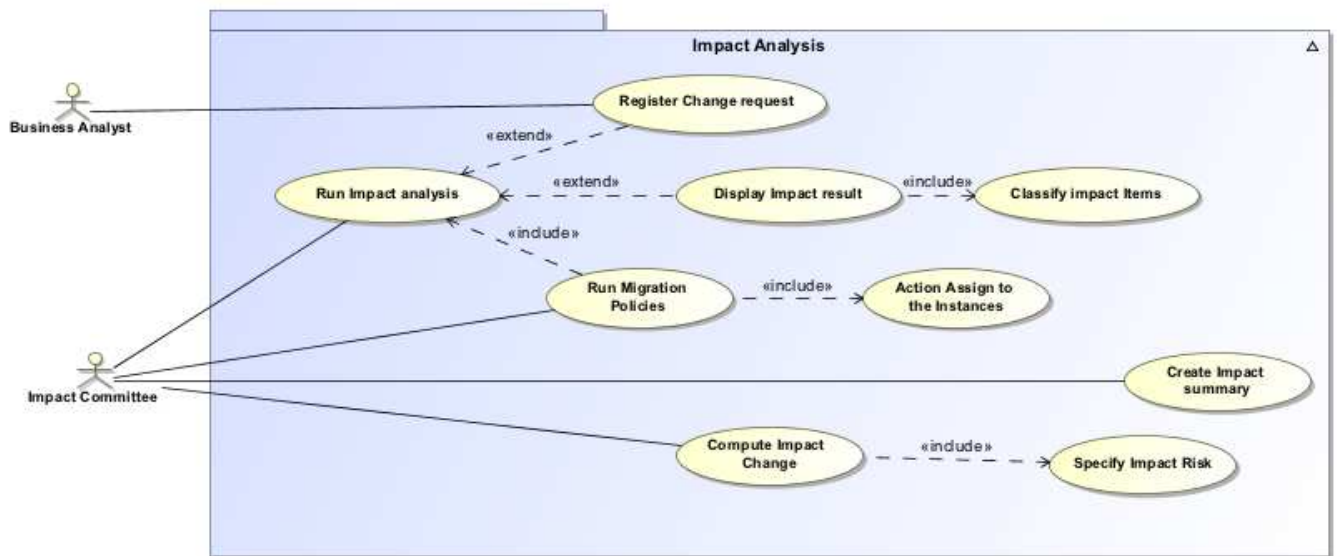 Impact Analysis
Register Change request
Business Analyst
«extend»
Run Impact analysis
«extend»
Display Impact result
«include»
Classify impact Items
«include»
Run Migration
Policies
«include»
Action Assign to
the Instances
Create Impact
summary
Impact Committee
Compute Impact
Change
«include»
Specify Impact Risk